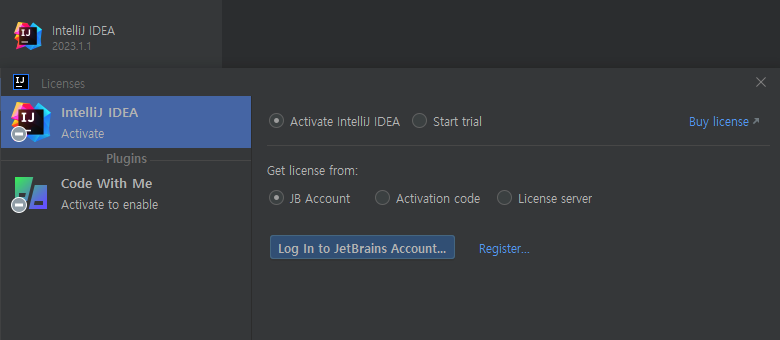 IntelliJ IDEA
2023.1.1
Licenses
IntelliJ IDEA
Activate
Plugins
Code With Me
Activate to enable
Activate IntelliJ IDEA Start trial Buy license
Get license from:
JB Account Activation code License server
Log In to JetBrains Account... Register...